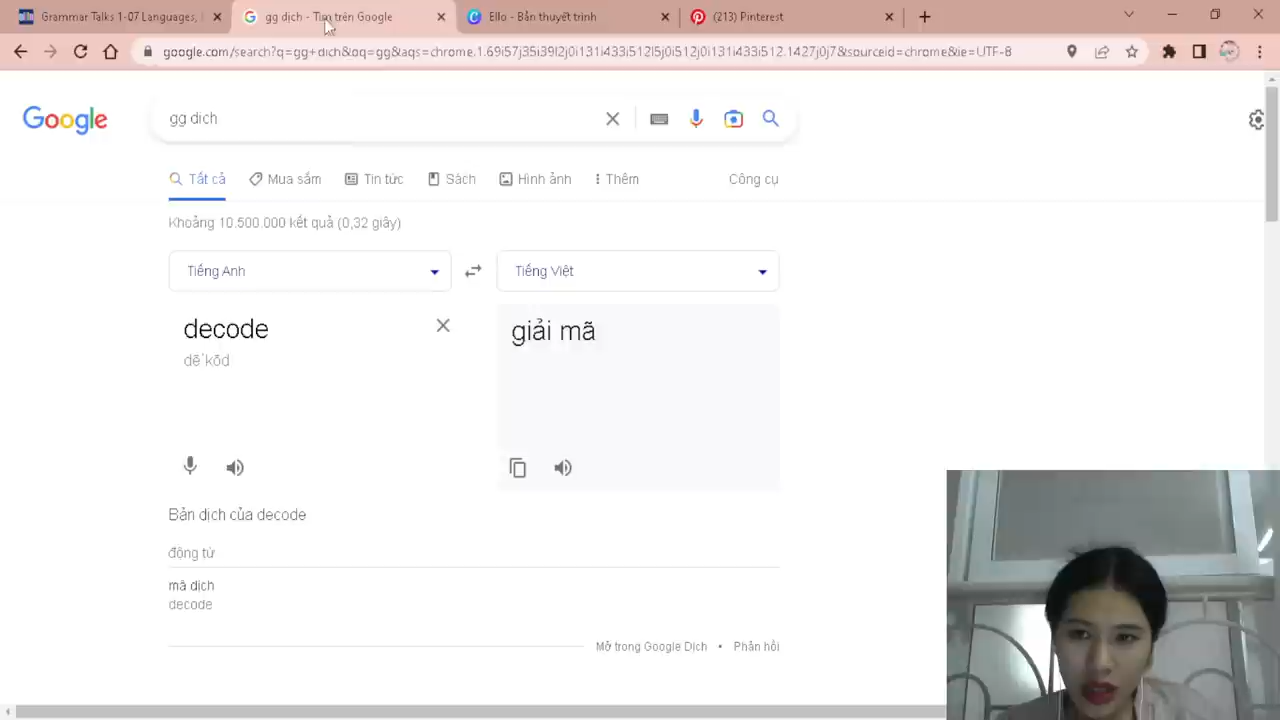 Grammar Talks 1-07 Languages,
gg dịch - Tìm trên Google
Ello - Bản thuyết trình
(213) Pinterest
google.com/search?q=gg+dich&oq=gg&aqs=chrome.1.69i57j35i39l2j0i131i433i512l5j0i512j0i131i433i512.1427j0j7&sourceid=chrome&ie=UTF-8
Google
gg dich
Tất cả
Mua sắm
Tin tức
Sách
Hình ảnh
Thêm
Công cụ
Khoảng 10.500.000 kết quả (0,32 giây)
Tiếng Anh
Tiếng Việt
decode
giải mã
dēˈkōd
Bản dịch của decode
động từ
mã dịch
decode
Mở trong Google Dịch • Phản hồi